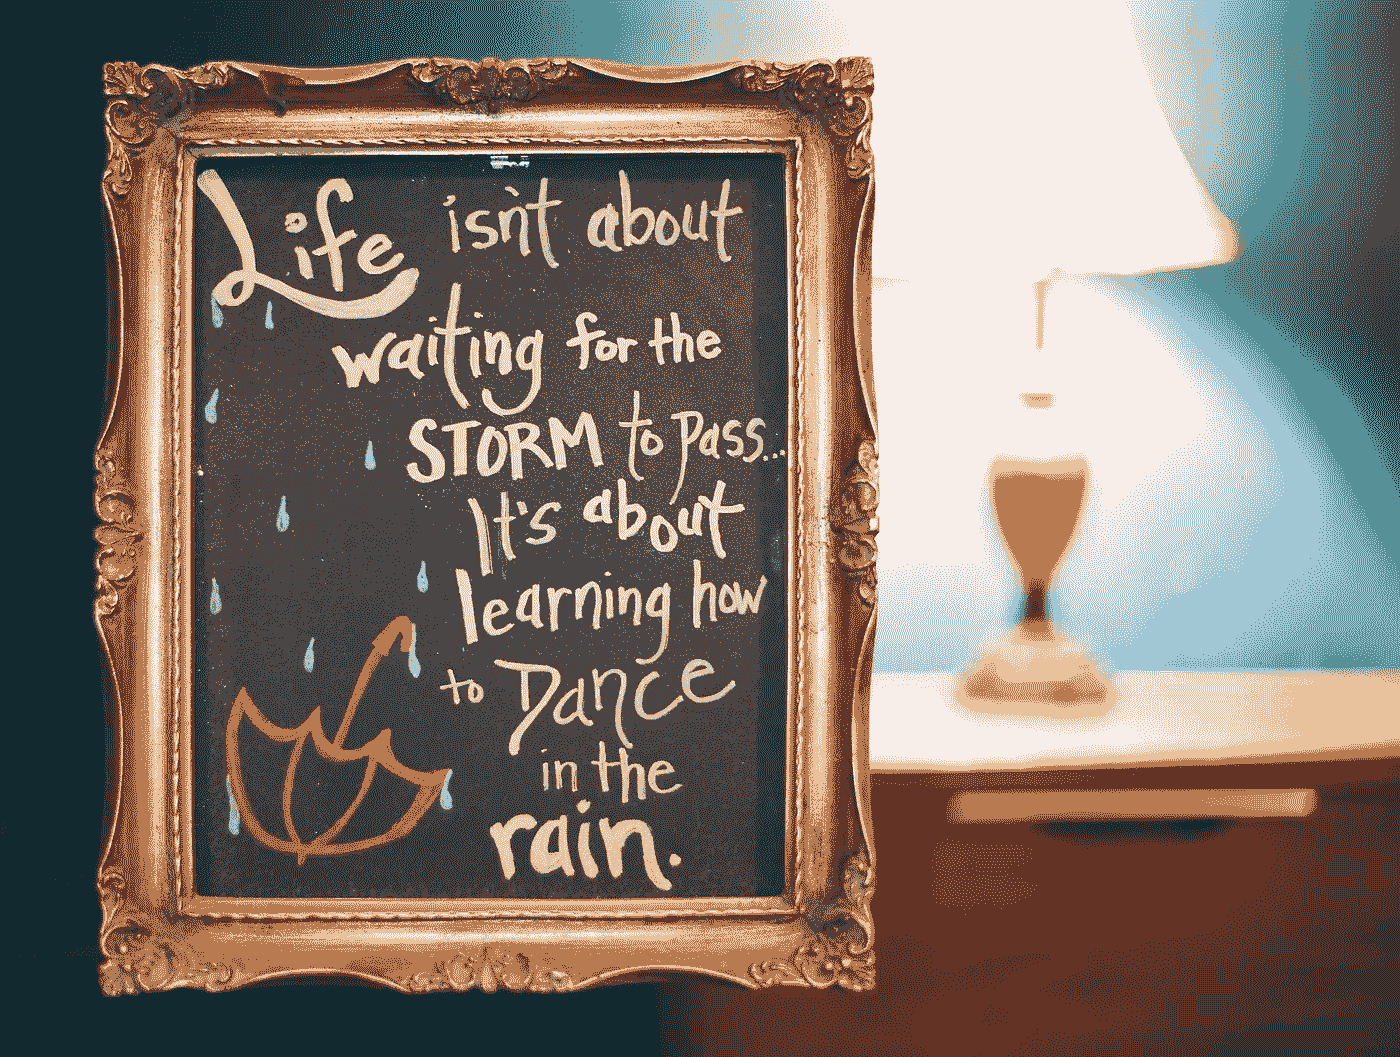 Life isn't about
waiting for the
STORM to pass...
It's about
learning how
to Dance
in the
rain.